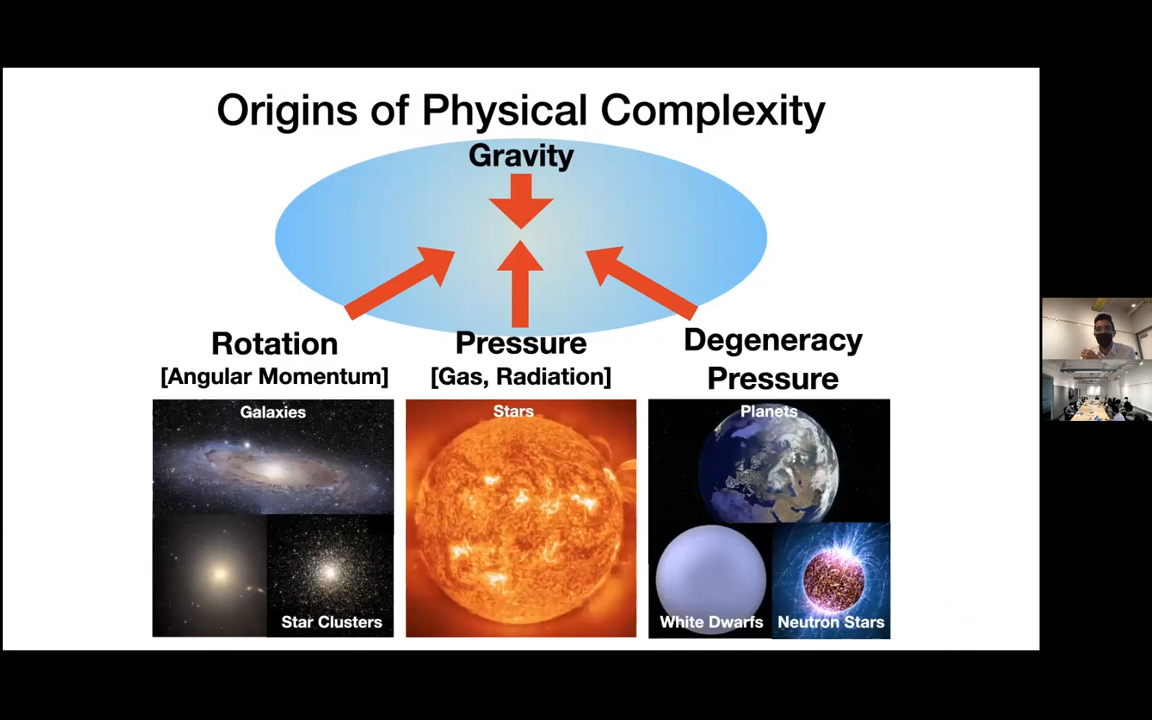 Origins of Physical Complexity
Gravity
Rotation
[Angular Momentum]
Pressure
[Gas, Radiation]
Degeneracy
Pressure
Galaxies
Star Clusters
Stars
Planets
White Dwarfs
Neutron Stars